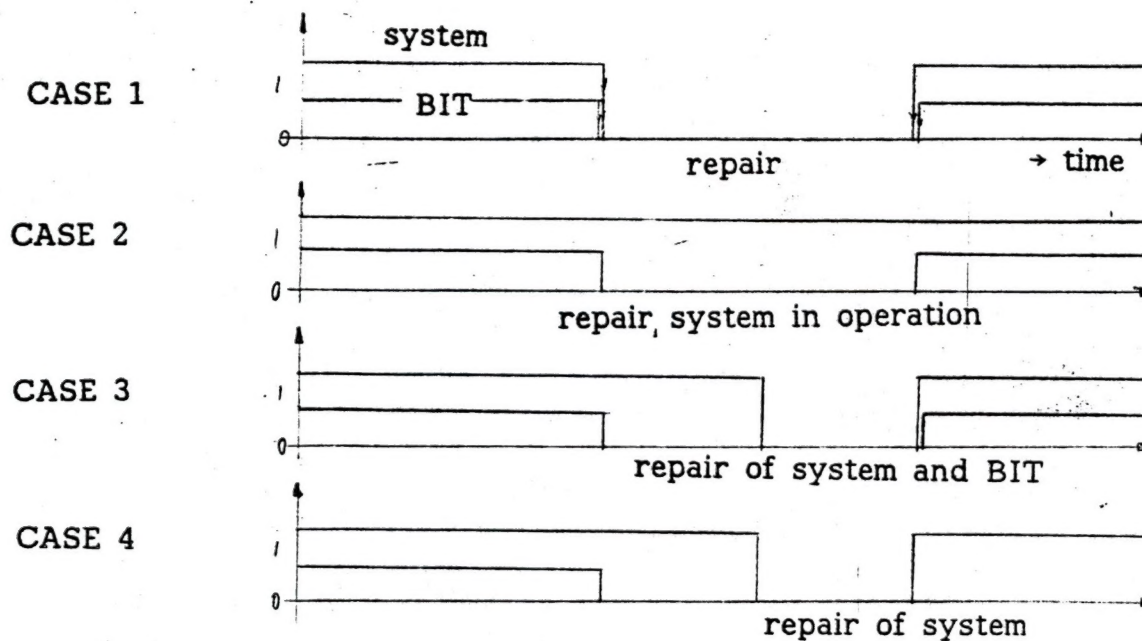 system
CASE 1
1
BIT
0
repair
→ time
CASE 2
1
0
repair, system in operation
CASE 3
1
0
repair of system and BIT
CASE 4
1
0
repair of system